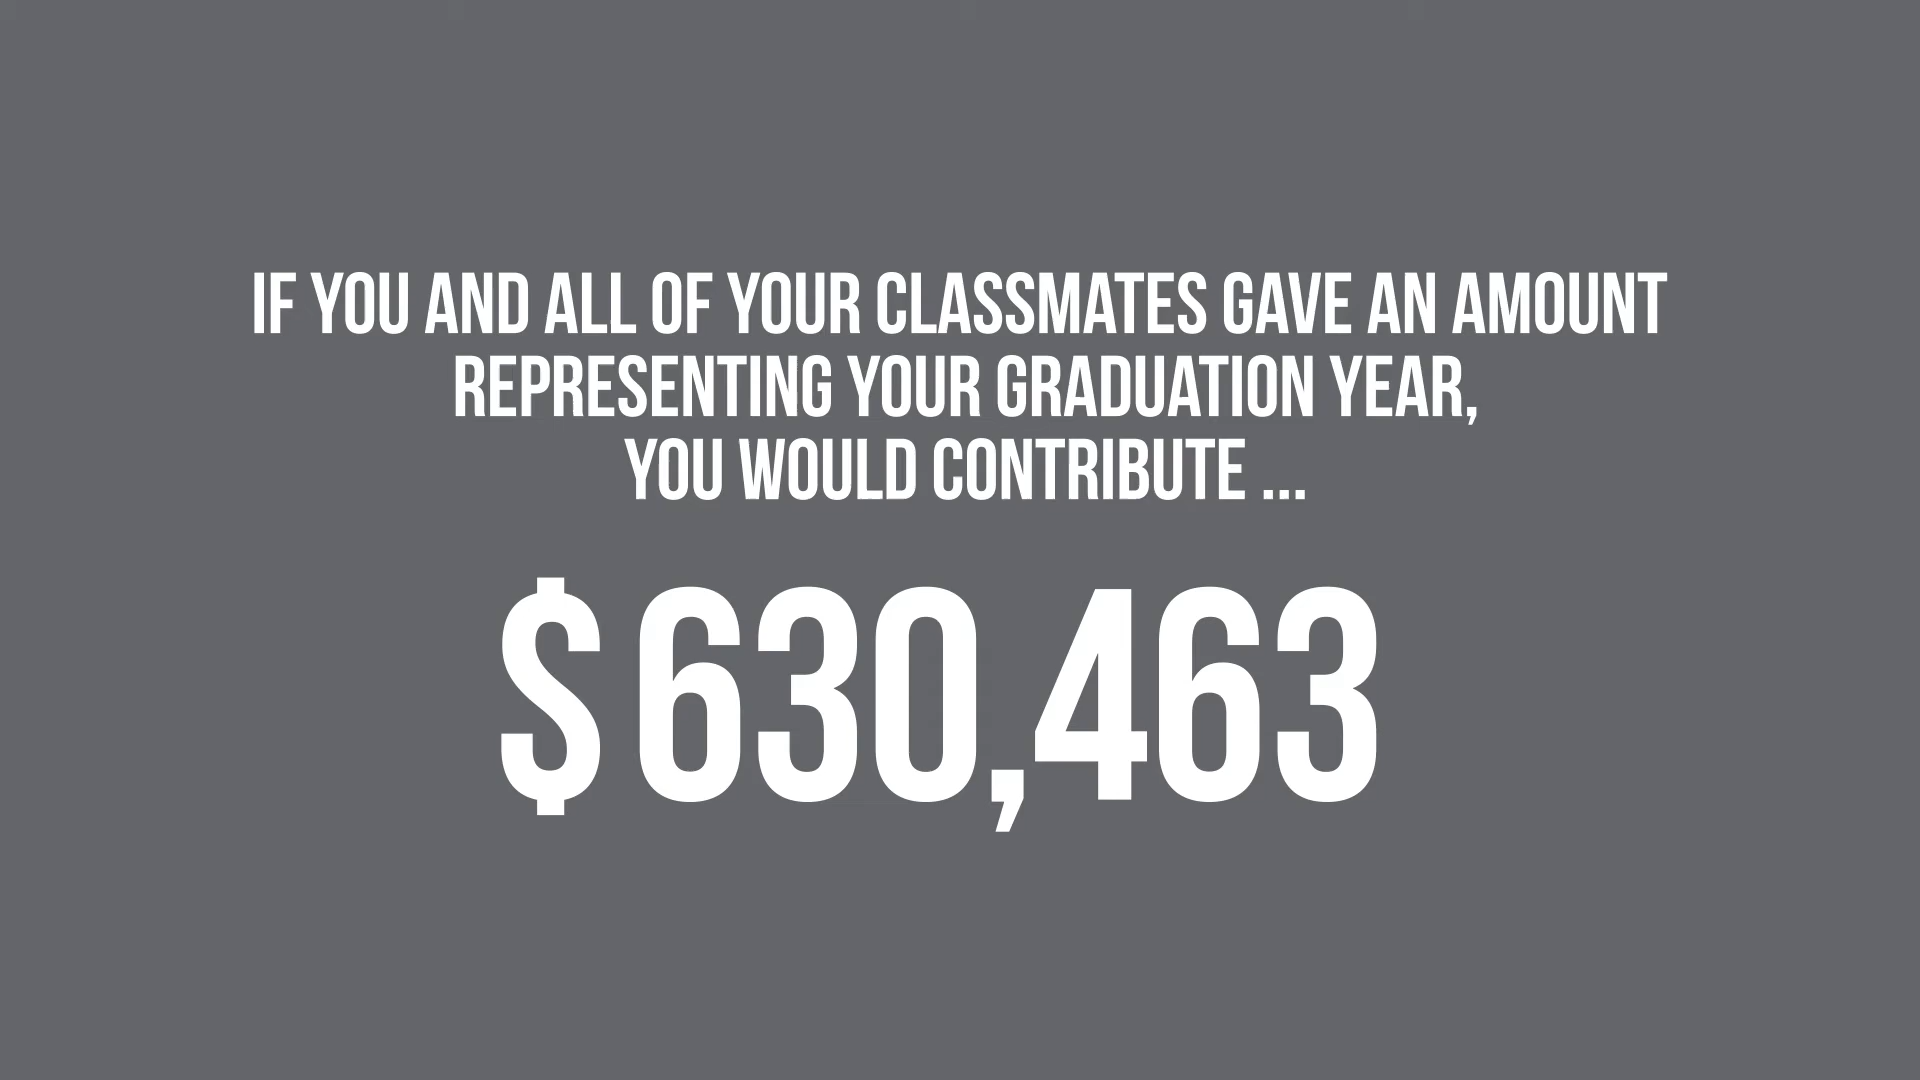 IF YOU AND ALL OF YOUR CLASSMATES GAVE AN AMOUNT
REPRESENTING YOUR GRADUATION YEAR,
YOU WOULD CONTRIBUTE ...
$630,463